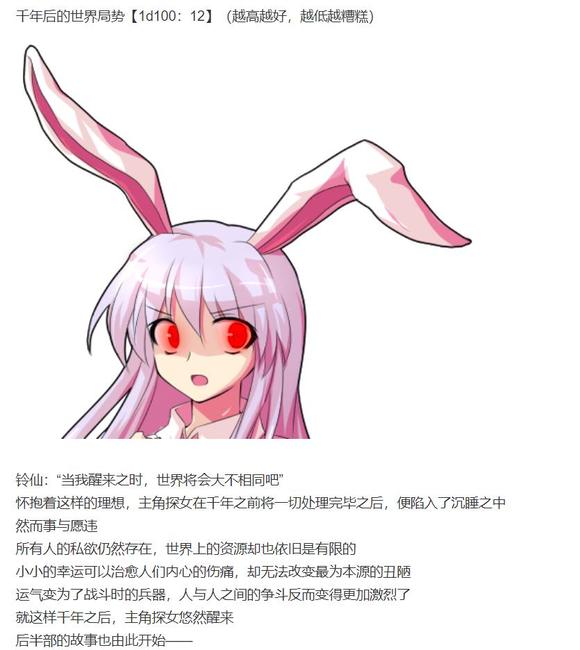 千年后的世界局势【1d100：12】（越高越好，越低越糟糕）
铃仙：“当我醒来之时，世界将会大不相同吧”
怀抱着这样的理想，主角探女在千年之前将一切处理完毕之后，便陷入了沉睡之中
然而事与愿违
所有人的私欲仍然存在，世界上的资源却也依旧是有限的
小小的幸运可以治愈人们内心的伤痛，却无法改变最为本源的丑陋
运气变为了战斗时的兵器，人与人之间的争斗反而变得更加激烈了
就这样千年之后，主角探女悠然醒来
后半部的故事也由此开始——